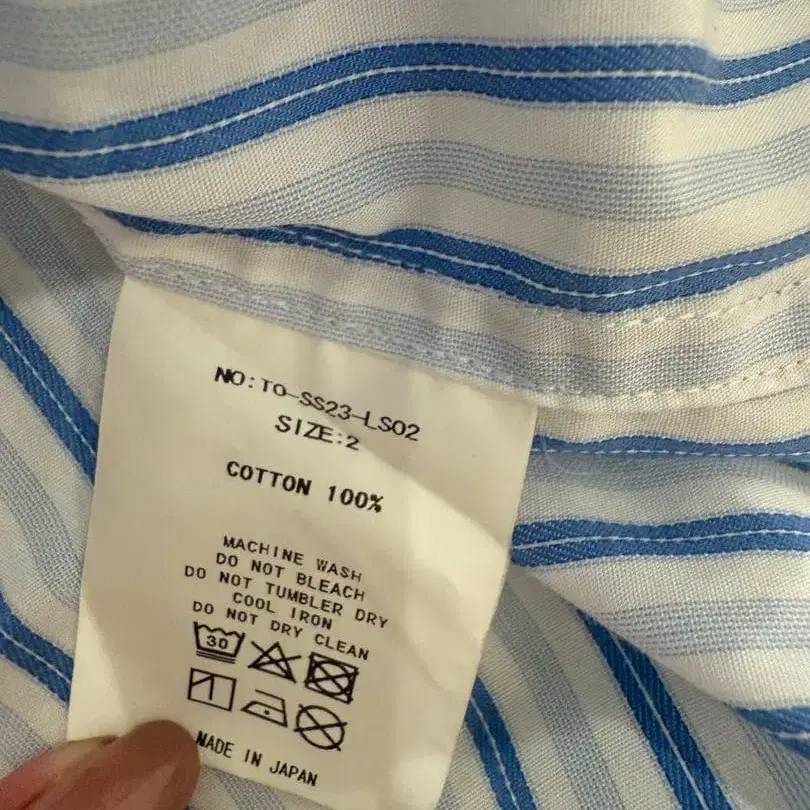 NO:TO-SS23-LS02
SIZE:2
COTTON 100%
MACHINE WASH
DO NOT BLEACH
DO NOT TUMBLER DRY
COOL IRON
DO NOT DRY CLEAN
30
MADE IN JAPAN